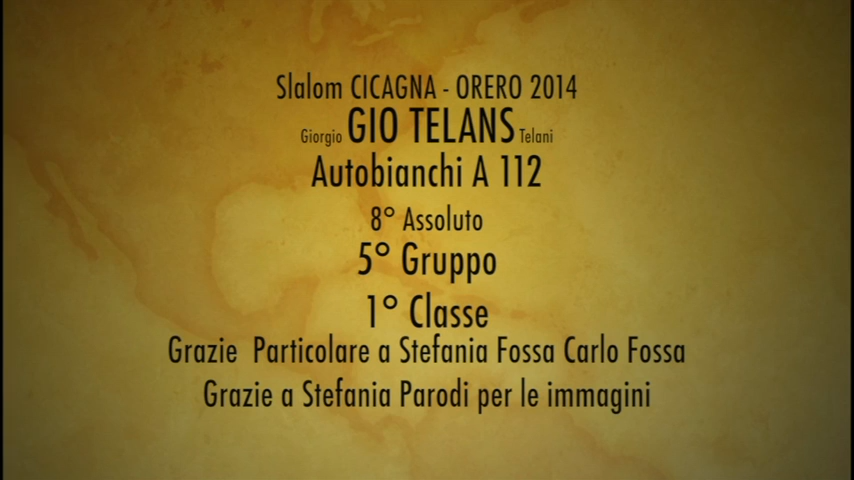 Slalom CICAGNA - ORERO 2014
Giorgio GIO TELANS Telani
Autobianchi A 112
8° Assoluto
5° Gruppo
1° Classe
Grazie Particolare a Stefania Fossa Carlo Fossa
Grazie a Stefania Parodi per le immagini